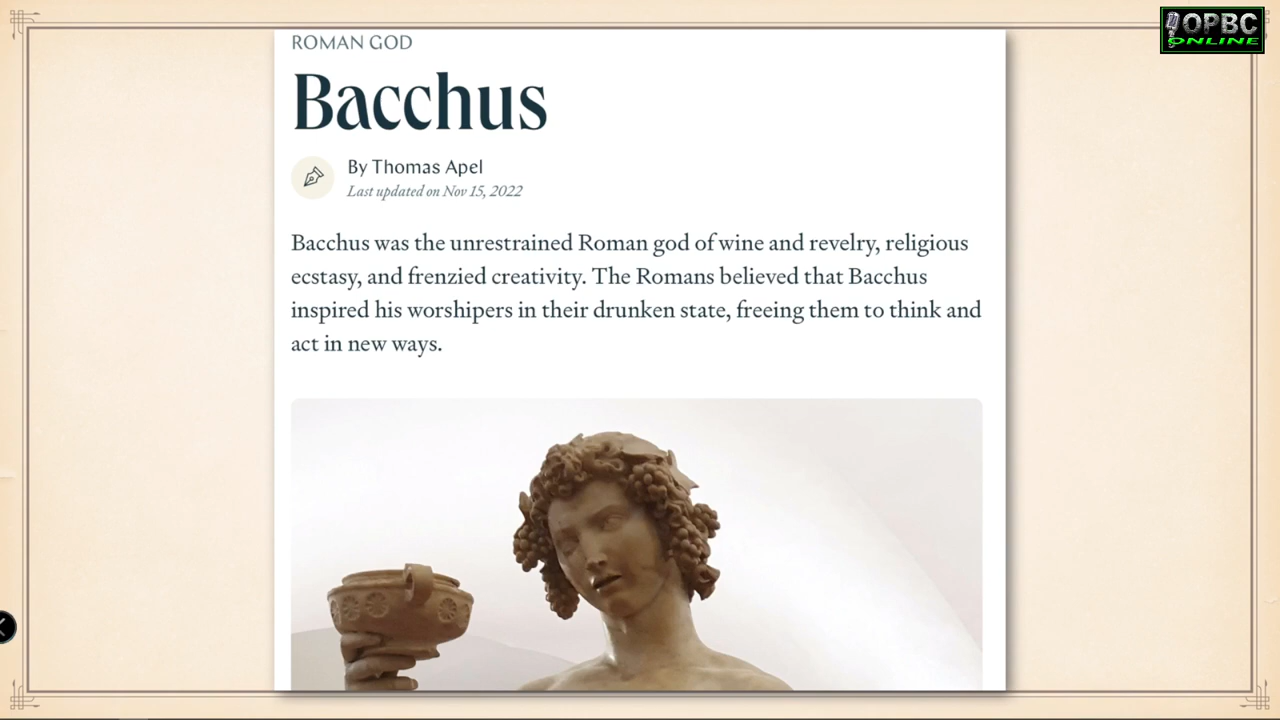 OPBC
ONLINE
ROMAN GOD
Bacchus
By Thomas Apel
Last updated on Nov 15, 2022
Bacchus was the unrestrained Roman god of wine and revelry, religious
ecstasy, and frenzied creativity. The Romans believed that Bacchus
inspired his worshipers in their drunken state, freeing them to think and
act in new ways.